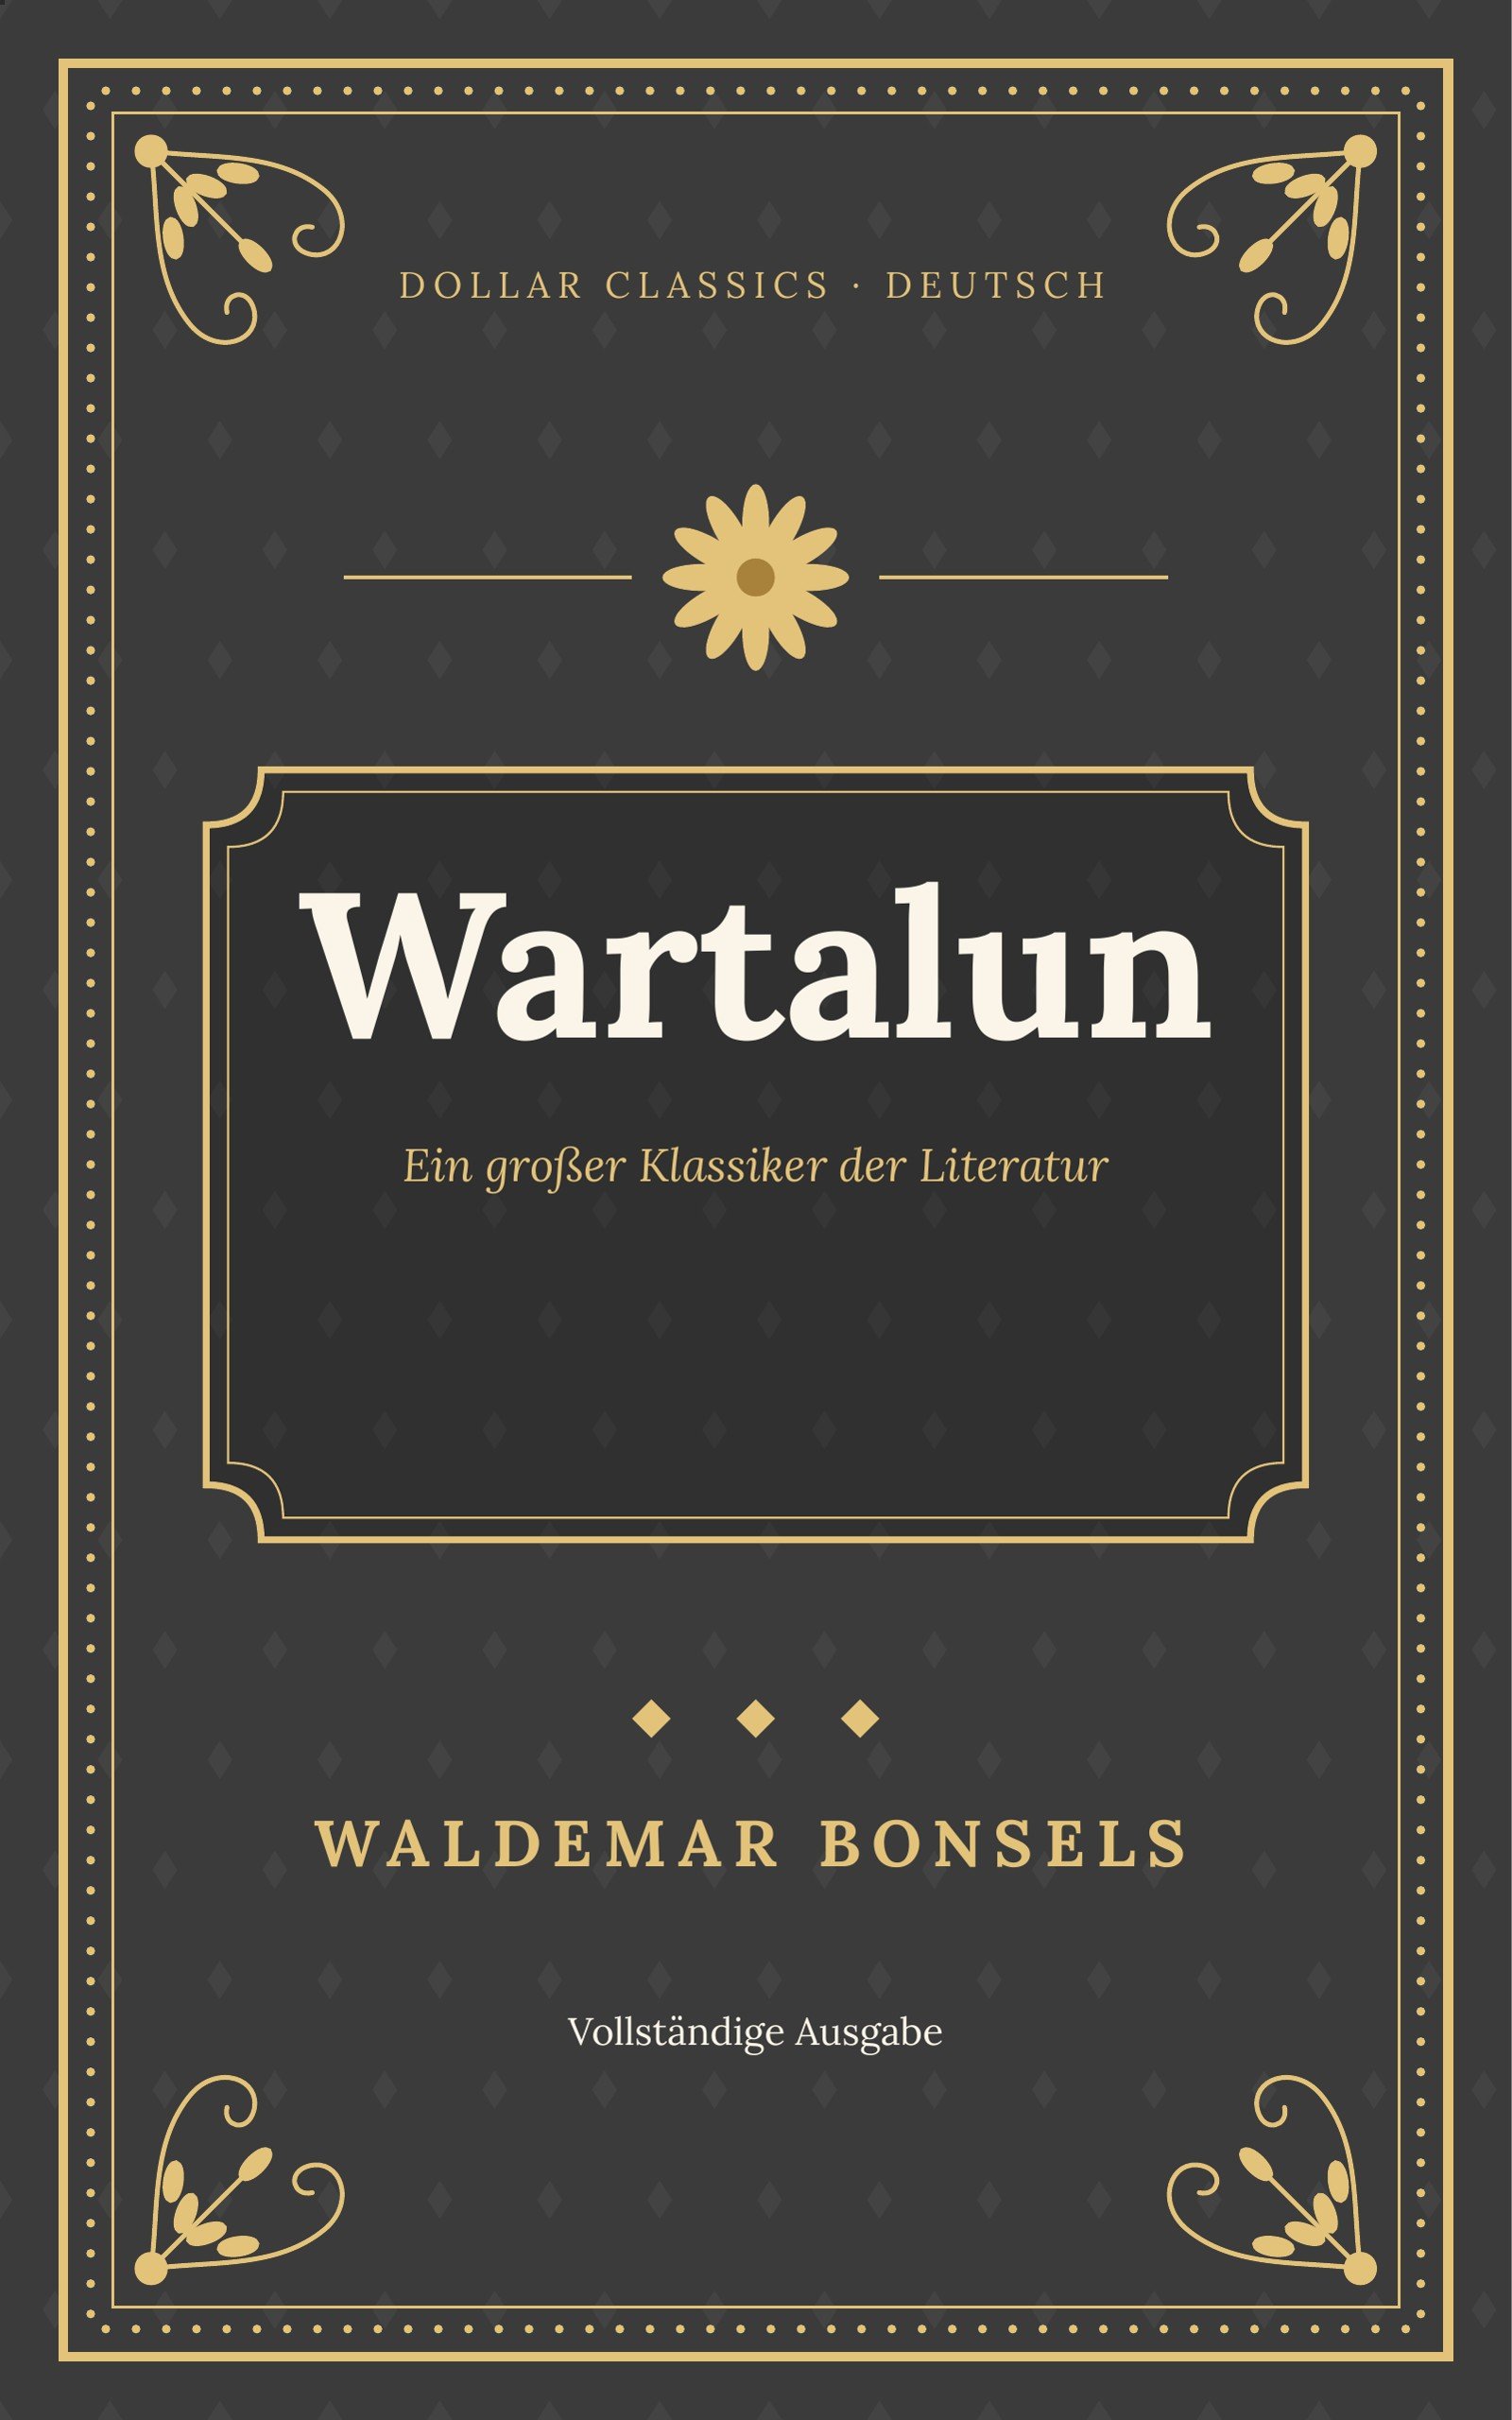 DOLLAR CLASSICS · DEUTSCH
Wartalun
Ein großer Klassiker der Literatur
WALDEMAR BONSELS
Vollständige Ausgabe